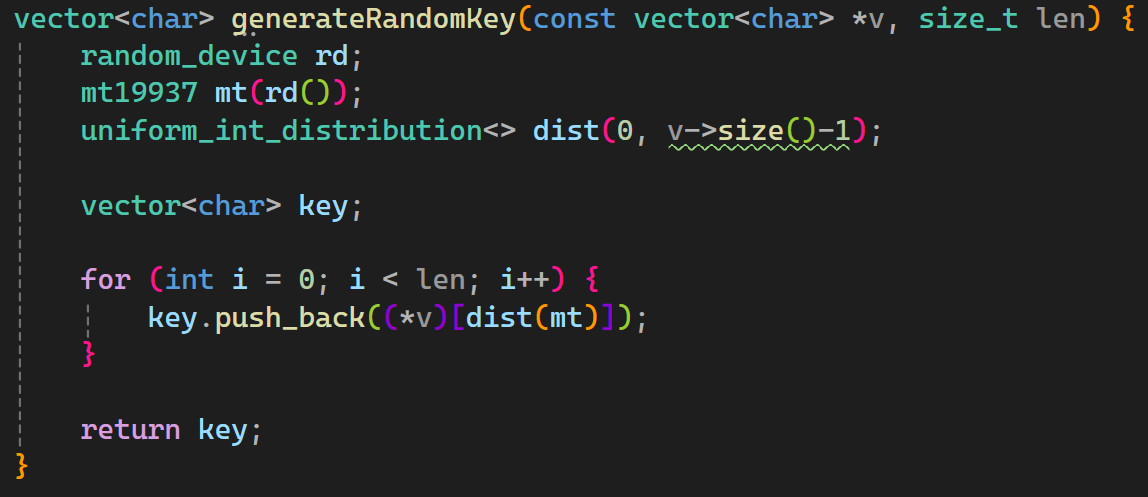 vector<char> generateRandomKey(const vector<char> *v, size_t len) {
    random_device rd;
    mt19937 mt(rd());
    uniform_int_distribution<> dist(0, v->size()-1);
    vector<char> key;
    for (int i = 0; i < len; i++) {
        key.push_back((*v)[dist(mt)]);
    }
    return key;
}